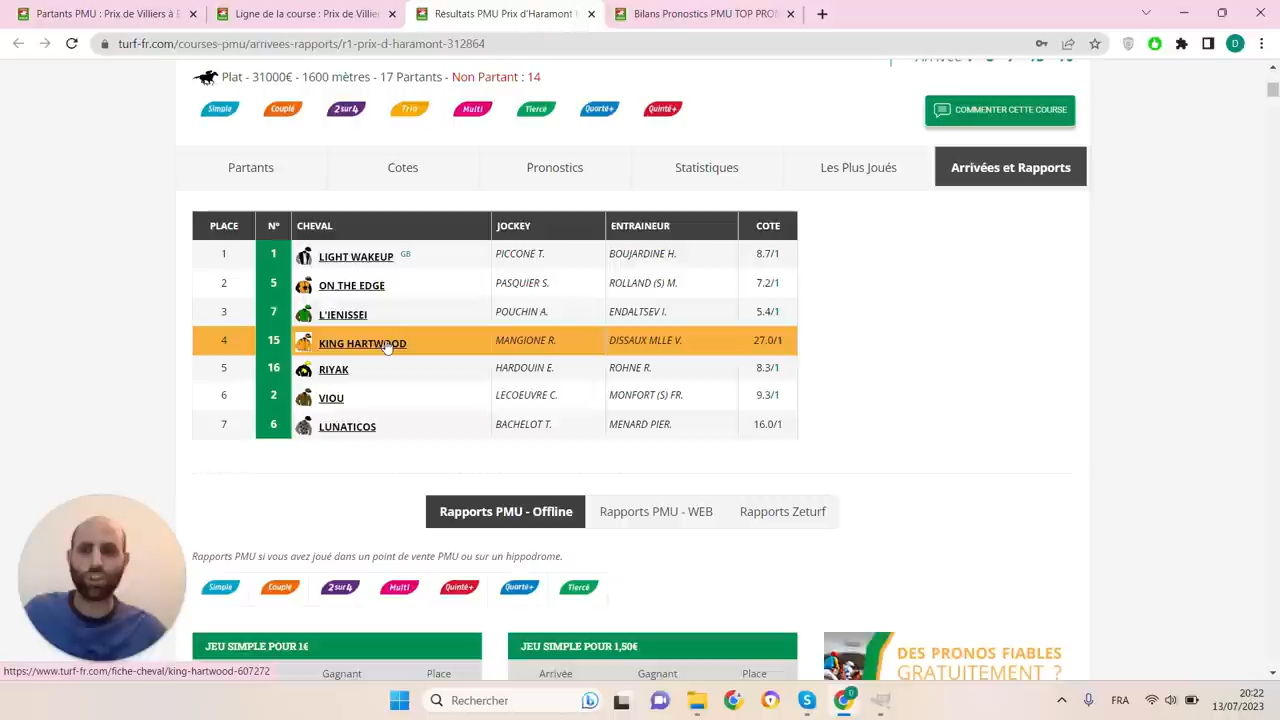 Partants : Prix de Villiers à
Ligne du Prix : Prix de Villiers
Résultats PMU Prix d'Haramont
Bilan Pronostiqueurs PMU TOP PRO
turf-fr.com/courses-pmu/arrivees-rapports/r1-prix-d-haramont-312864
D
Plat - 31000€ - 1600 mètres - 17 Partants - Non Partant : 14
Simple Couplé 2sur4 Trio Multi Tiercé Quarté+ Quinté+
COMMENTER CETTE COURSE
Partants Cotes Pronostics Statistiques Les Plus Joués Arrivées et Rapports
PLACE N° CHEVAL JOCKEY ENTRAINEUR COTE
1 1 LIGHT WAKEUP GB PICCONE T. BOUJARDINE H. 8.7/1
2 5 ON THE EDGE PASQUIER S. ROLLAND (S) M. 7.2/1
3 7 L'IENISSEI POUCHIN A. ENDALTSEV I. 5.4/1
4 15 KING HARTWOOD MANGIONE R. DISSAUX MLLE V. 27.0/1
5 16 RIYAK HARDOUIN E. ROHNE R. 8.3/1
6 2 VIOU LECOEUVRE C. MONFORT (S) FR. 9.3/1
7 6 LUNATICOS BACHELOT T. MENARD PIER. 16.0/1
Rapports PMU - Offline Rapports PMU - WEB Rapports Zeturf
Rapports PMU si vous avez joué dans un point de vente PMU ou sur un hippodrome.
Simple Couplé 2sur4 Multi Quinté+ Quarté+ Tiercé
JEU SIMPLE POUR 1€ JEU SIMPLE POUR 1,50€
Gagnant Place Arrivée Gagnant Place
DES PRONOS FIABLES
GRATUITEMENT ?
https://www.turf-fr.com/fiche-cheval/king-hartwood-607272
Rechercher
FRA
20:22
13/07/2023